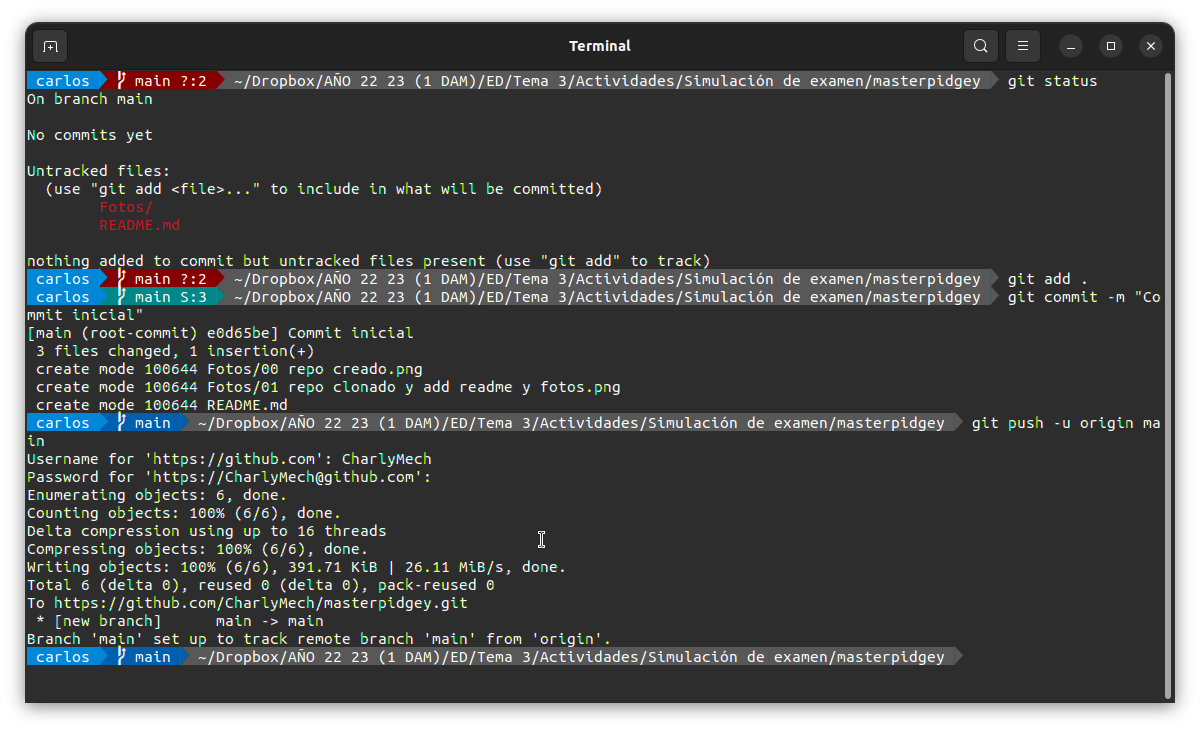 Terminal
carlos main ?:2 ~/Dropbox/AÑO 22 23 (1 DAM)/ED/Tema 3/Actividades/Simulación de examen/masterpidgey git status
On branch main
No commits yet
Untracked files:
(use "git add <file>..." to include in what will be committed)
Fotos/
README.md
nothing added to commit but untracked files present (use "git add" to track)
carlos main ?:2 ~/Dropbox/AÑO 22 23 (1 DAM)/ED/Tema 3/Actividades/Simulación de examen/masterpidgey git add .
carlos main S:3 ~/Dropbox/AÑO 22 23 (1 DAM)/ED/Tema 3/Actividades/Simulación de examen/masterpidgey git commit -m "Co
mmit inicial"
[main (root-commit) e0d65be] Commit inicial
3 files changed, 1 insertion(+)
create mode 100644 Fotos/00 repo creado.png
create mode 100644 Fotos/01 repo clonado y add readme y fotos.png
create mode 100644 README.md
carlos main ~/Dropbox/AÑO 22 23 (1 DAM)/ED/Tema 3/Actividades/Simulación de examen/masterpidgey git push -u origin ma
in
Username for 'https://github.com': CharlyMech
Password for 'https://CharlyMech@github.com':
Enumerating objects: 6, done.
Counting objects: 100% (6/6), done.
Delta compression using up to 16 threads
Compressing objects: 100% (6/6), done.
Writing objects: 100% (6/6), 391.71 KiB | 26.11 MiB/s, done.
Total 6 (delta 0), reused 0 (delta 0), pack-reused 0
To https://github.com/CharlyMech/masterpidgey.git
* [new branch] main -> main
Branch 'main' set up to track remote branch 'main' from 'origin'.
carlos main ~/Dropbox/AÑO 22 23 (1 DAM)/ED/Tema 3/Actividades/Simulación de examen/masterpidgey